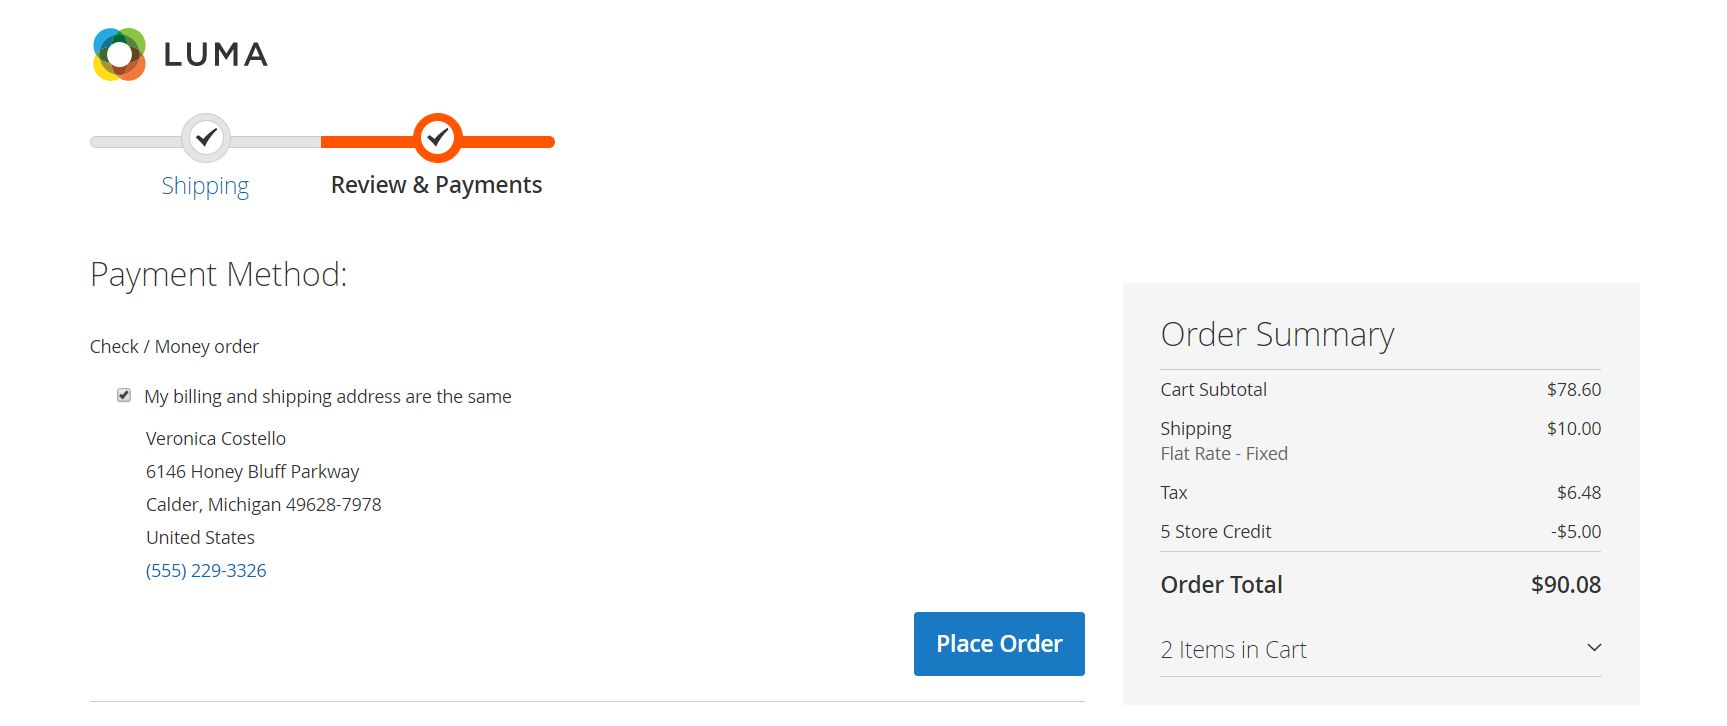 LUMA
Shipping
Review & Payments
Payment Method:
Check / Money order
My billing and shipping address are the same
Veronica Costello
6146 Honey Bluff Parkway
Calder, Michigan 49628-7978
United States
(555) 229-3326
Place Order
Order Summary
Cart Subtotal $78.60
Shipping $10.00
Flat Rate - Fixed
Tax $6.48
5 Store Credit -$5.00
Order Total $90.08
2 Items in Cart